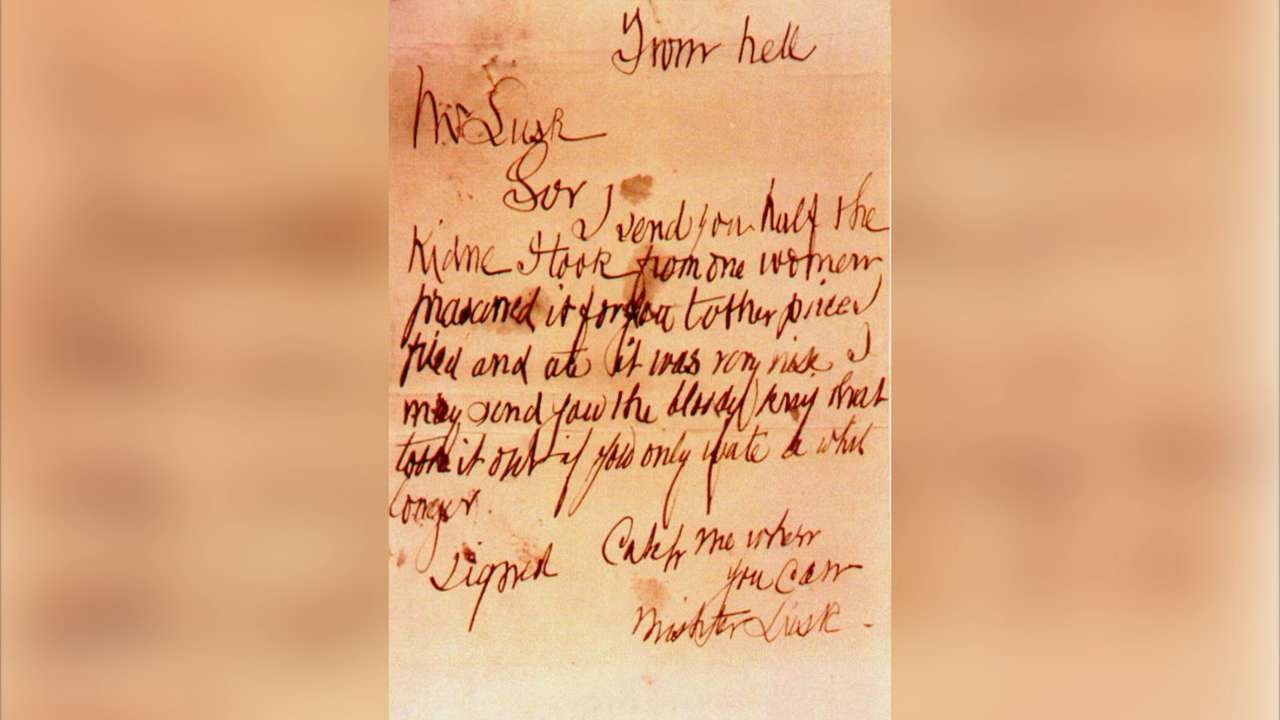 From hell
Mr Lusk
Sor
I send you half the
Kidne I took from one women
prasarved it for you tother piece I
fried and ate it was very nise I
may send you the bloody knif that
took it out if you only wate a whil
longer.
signed Catch me when
you can
Mishter Lusk.